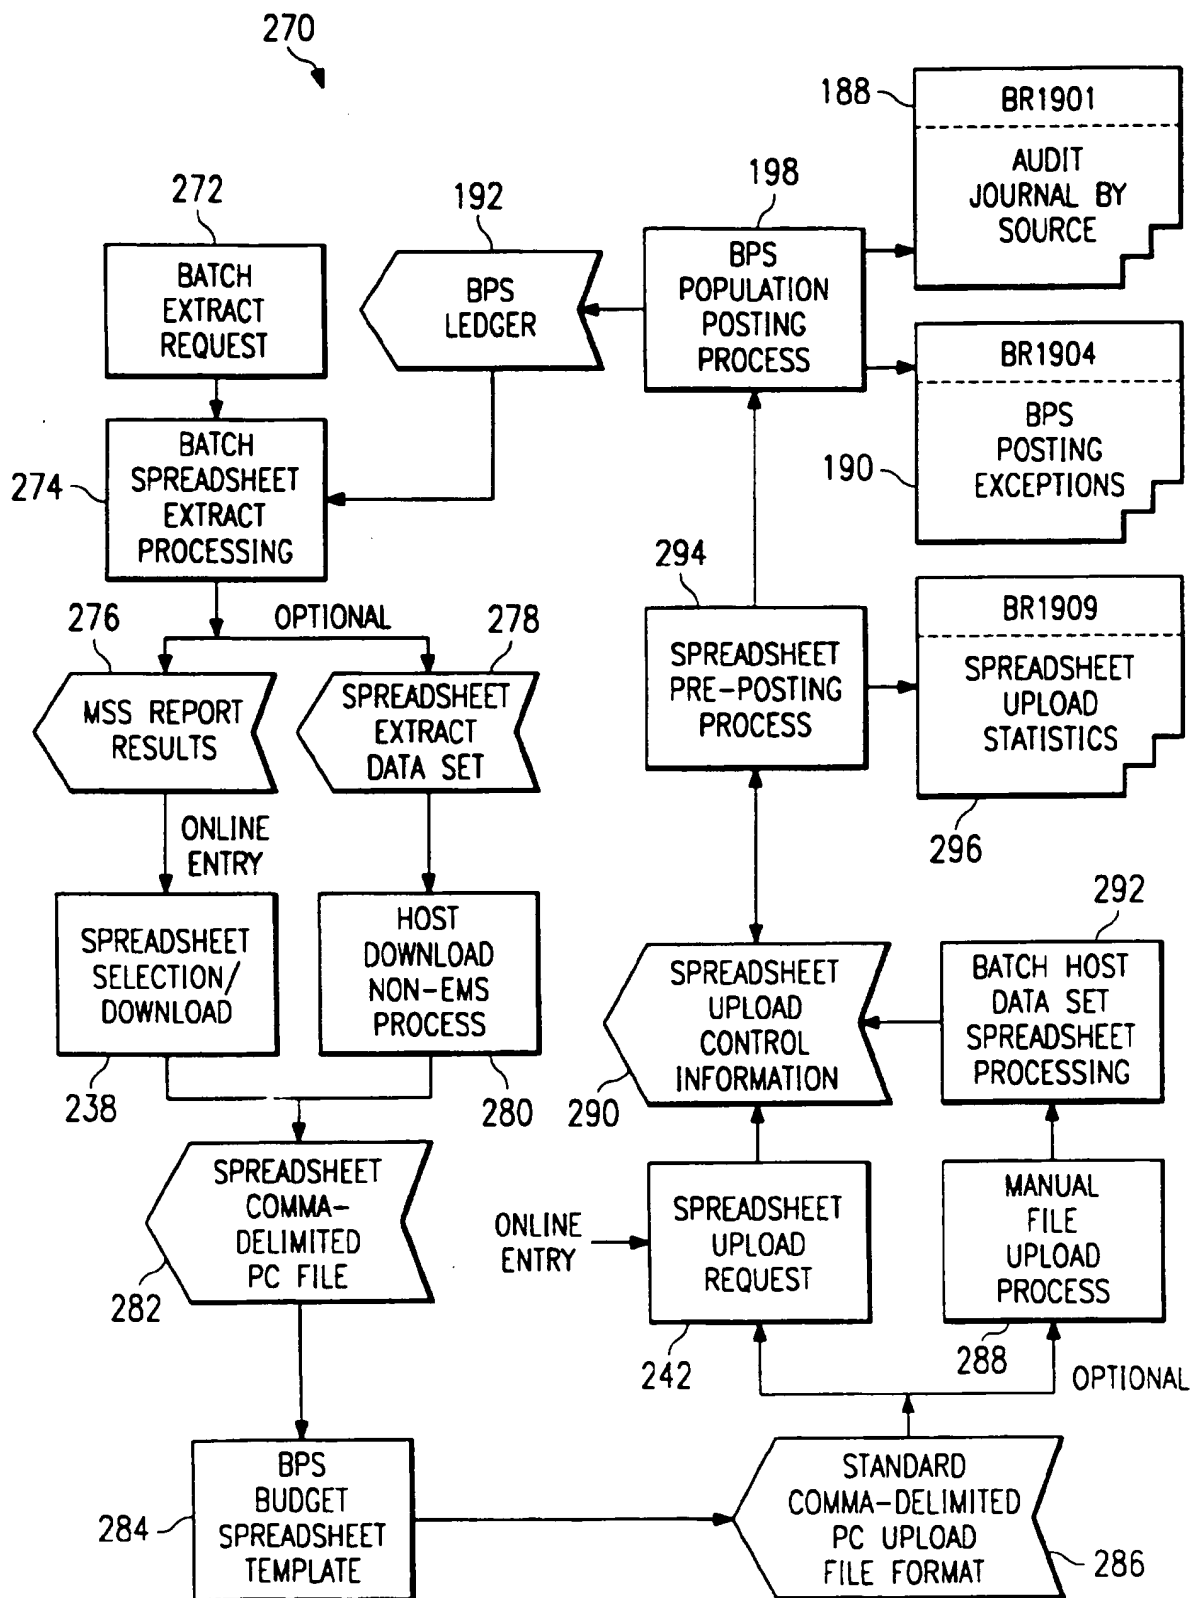 270
188
BR1901
AUDIT
JOURNAL BY
SOURCE
272
BATCH
EXTRACT
REQUEST
192
BPS
LEDGER
198
BPS
POPULATION
POSTING
PROCESS
BR1904
BPS
POSTING
EXCEPTIONS
190
274
BATCH
SPREADSHEET
EXTRACT
PROCESSING
OPTIONAL
276
MSS REPORT
RESULTS
278
SPREADSHEET
EXTRACT
DATA SET
294
SPREADSHEET
PRE-POSTING
PROCESS
BR1909
SPREADSHEET
UPLOAD
STATISTICS
296
ONLINE
ENTRY
SPREADSHEET
SELECTION/
DOWNLOAD
238
HOST
DOWNLOAD
NON-EMS
PROCESS
280
SPREADSHEET
UPLOAD
CONTROL
INFORMATION
290
292
BATCH HOST
DATA SET
SPREADSHEET
PROCESSING
SPREADSHEET
COMMA-
DELIMITED
PC FILE
282
ONLINE
ENTRY
SPREADSHEET
UPLOAD
REQUEST
242
MANUAL
FILE
UPLOAD
PROCESS
288
OPTIONAL
284
BPS
BUDGET
SPREADSHEET
TEMPLATE
STANDARD
COMMA-DELIMITED
PC UPLOAD
FILE FORMAT
286